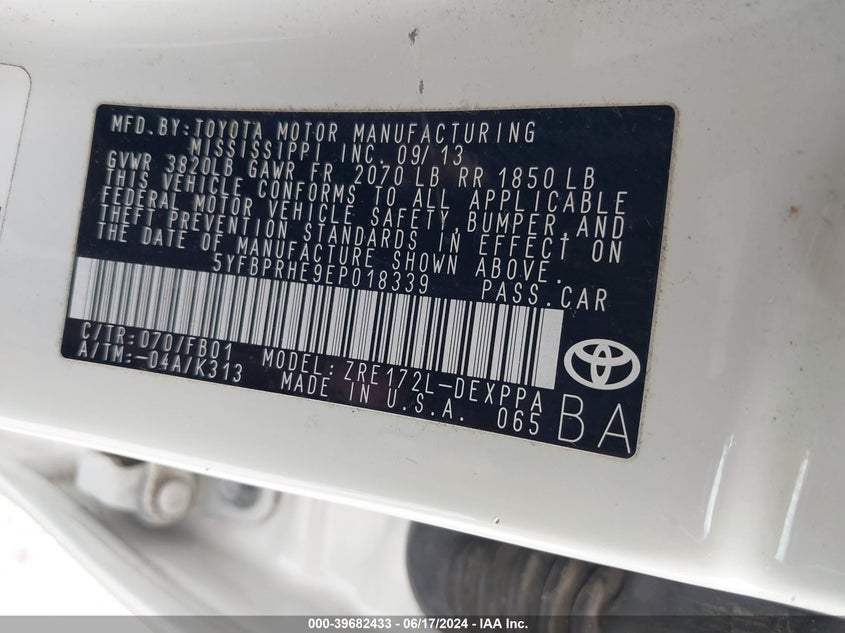 MFD.BY:TOYOTA MOTOR MANUFACTURING
MISSISSIPPI INC. 09/13
GVWR 3820LB GAWR FR 2070 LB RR 1850 LB
THIS VEHICLE CONFORMS TO ALL APPLICABLE
FEDERAL MOTOR VEHICLE SAFETY,BUMPER,AND
THEFT PREVENTION STANDARDS IN EFFECT ON
THE DATE OF MANUFACTURE SHOWN ABOVE.
5YFBPRHE9EP018339 PASS.CAR
C/TR:070/FB01 MODEL:ZRE172L-DEXPPA
A/TM:-04A/K313 MADE IN U.S.A. 065
BA
000-39682433 - 06/17/2024 - IAA Inc.